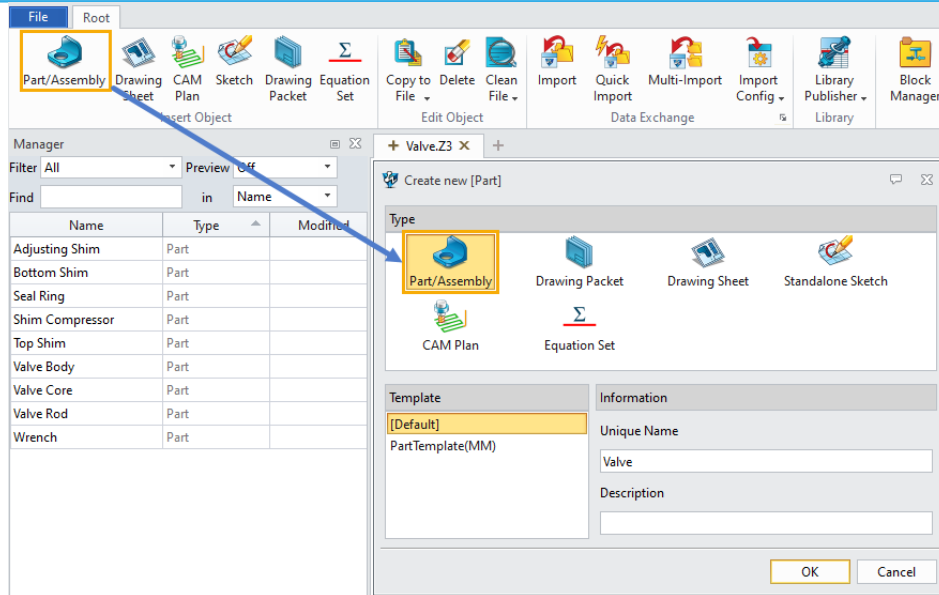 File Root
Part/Assembly Drawing Sheet CAM Plan Sketch Drawing Packet Equation Set Copy to File Delete Clean File Import Quick Import Multi-Import Import Config Library Publisher Block Manager
Insert Object Edit Object Data Exchange Library
Manager
Filter All Preview Off
Find in Name
Name Type Modified
Adjusting Shim Part
Bottom Shim Part
Seal Ring Part
Shim Compressor Part
Top Shim Part
Valve Body Part
Valve Core Part
Valve Rod Part
Wrench Part
Valve.Z3
Create new [Part]
Type
Part/Assembly Drawing Packet Drawing Sheet Standalone Sketch
CAM Plan Equation Set
Template
[Default]
PartTemplate(MM)
Information
Unique Name
Valve
Description
OK Cancel